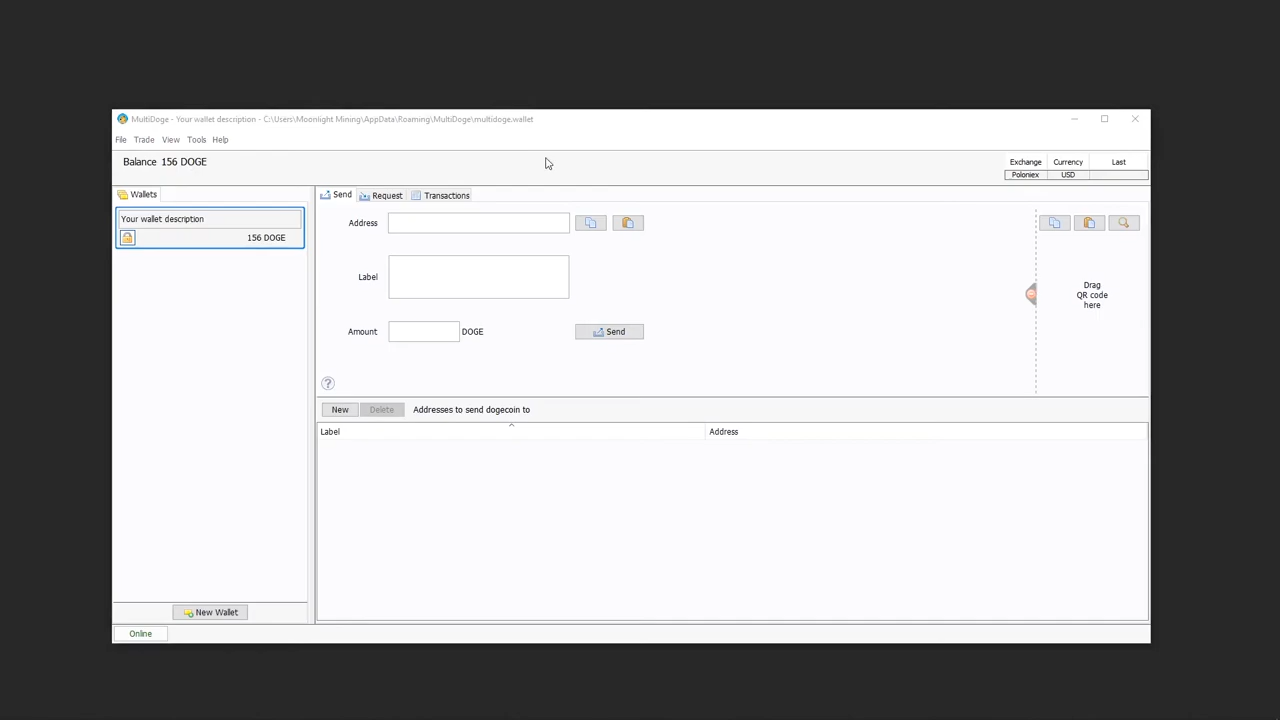 MultiDoge - Your wallet description - C:\Users\Moonlight Mining\AppData\Roaming\MultiDoge\multidoge.wallet
File Trade View Tools Help
Balance 156 DOGE
Exchange Currency Last
Poloniex USD
Wallets
Your wallet description
156 DOGE
New Wallet
Online
Send Request Transactions
Address
Label
Amount DOGE Send
Drag
QR code
here
?
New Delete Addresses to send dogecoin to
Label Address